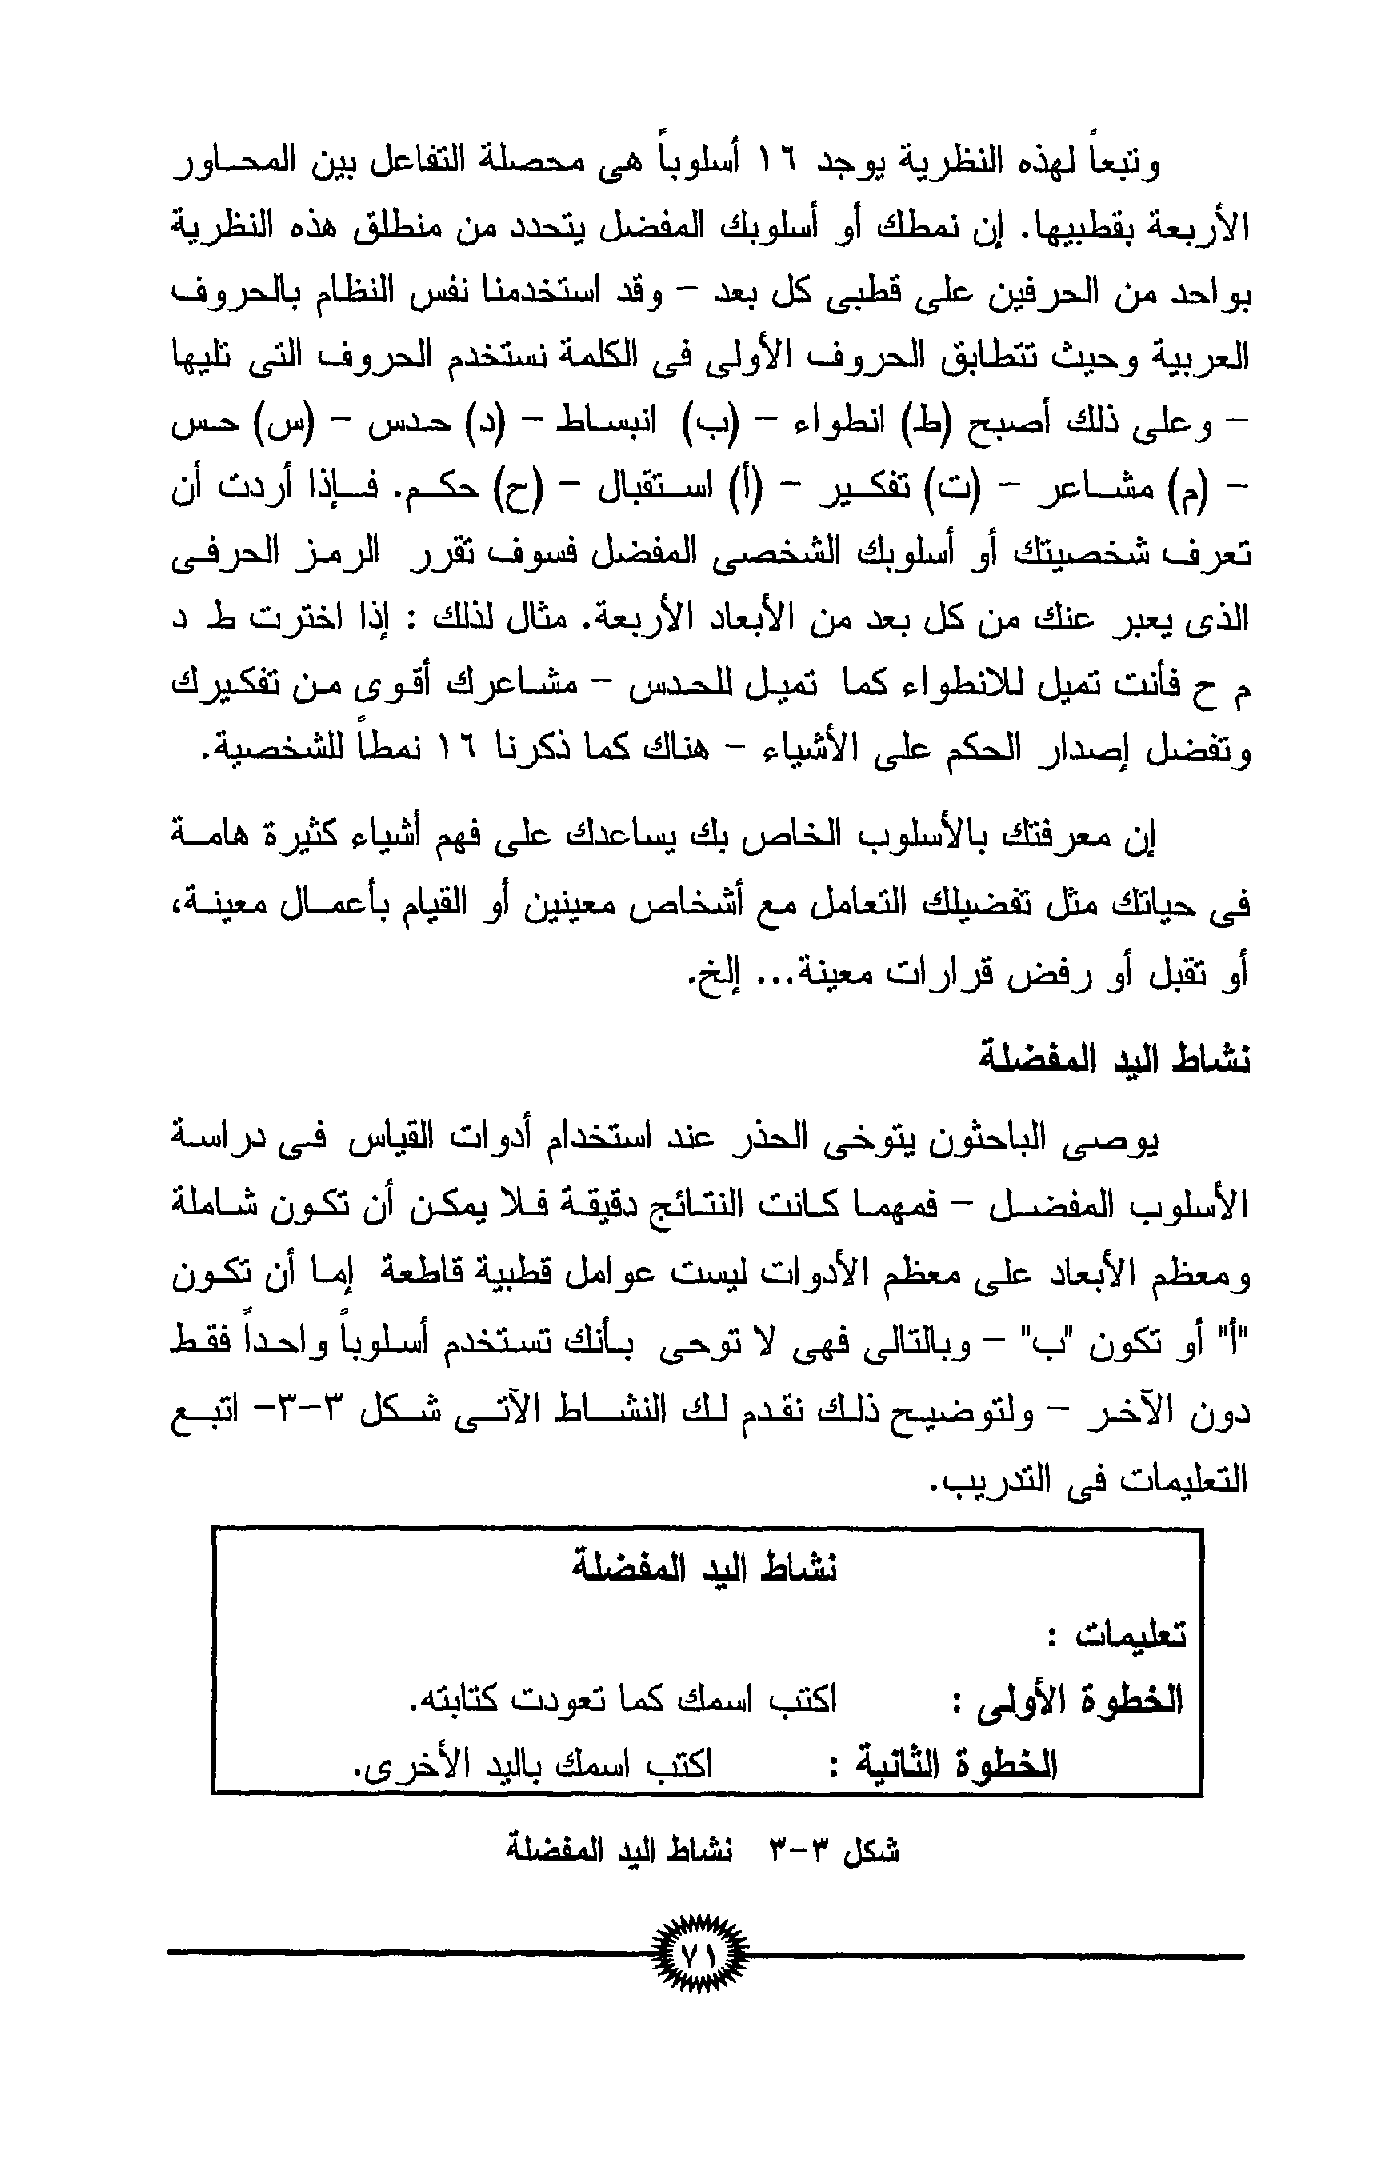 وتبعاً لهذه النظرية يوجد ١٦ أسلوباً هى محصلة التفاعل بين المحاور
الأربعة بقطبيها. إن نمطك أو أسلوبك المفضل يتحدد من منطلق هذه النظرية
بواحد من الحرفين على قطبى كل بعد – وقد استخدمنا نفس النظام بالحروف
العربية وحيث تتطابق الحروف الأولى فى الكلمة نستخدم الحروف التى تليها
– وعلى ذلك أصبح (ط) انطواء – (ب) انبساط – (د) حدس – (س) حس
– (م) مشاعر – (ت) تفكير – (أ) استقبال – (ح) حكم. فإذا أردت أن
تعرف شخصيتك أو أسلوبك الشخصى المفضل فسوف تقرر الرمز الحرفى
الذى يعبر عنك من كل بعد من الأبعاد الأربعة. مثال لذلك : إذا اخترت ط د
م ح فأنت تميل للانطواء كما تميل للحدس – مشاعرك أقوى من تفكيرك
وتفضل إصدار الحكم على الأشياء – هناك كما ذكرنا ١٦ نمطاً للشخصية.
إن معرفتك بالأسلوب الخاص بك يساعدك على فهم أشياء كثيرة هامة
فى حياتك مثل تفضيلك التعامل مع أشخاص معينين أو القيام بأعمال معينة،
أو تقبل أو رفض قرارات معينة... إلخ.
نشاط اليد المفضلة
يوصى الباحثون يتوخى الحذر عند استخدام أدوات القياس فى دراسة
الأسلوب المفضل – فمهما كانت النتائج دقيقة فلا يمكن أن تكون شاملة
ومعظم الأبعاد على معظم الأدوات ليست عوامل قطبية قاطعة إما أن تكون
"أ" أو تكون "ب" – وبالتالى فهى لا توحى بأنك تستخدم أسلوباً واحداً فقط
دون الآخر – ولتوضيح ذلك نقدم لك النشاط الآتى شكل ٣-٣- اتبع
التعليمات فى التدريب.
نشاط اليد المفضلة
تعليمات :
الخطوة الأولى : اكتب اسمك كما تعودت كتابته.
الخطوة الثانية : اكتب اسمك باليد الأخرى.
شكل ٣-٣ نشاط اليد المفضلة
٧١